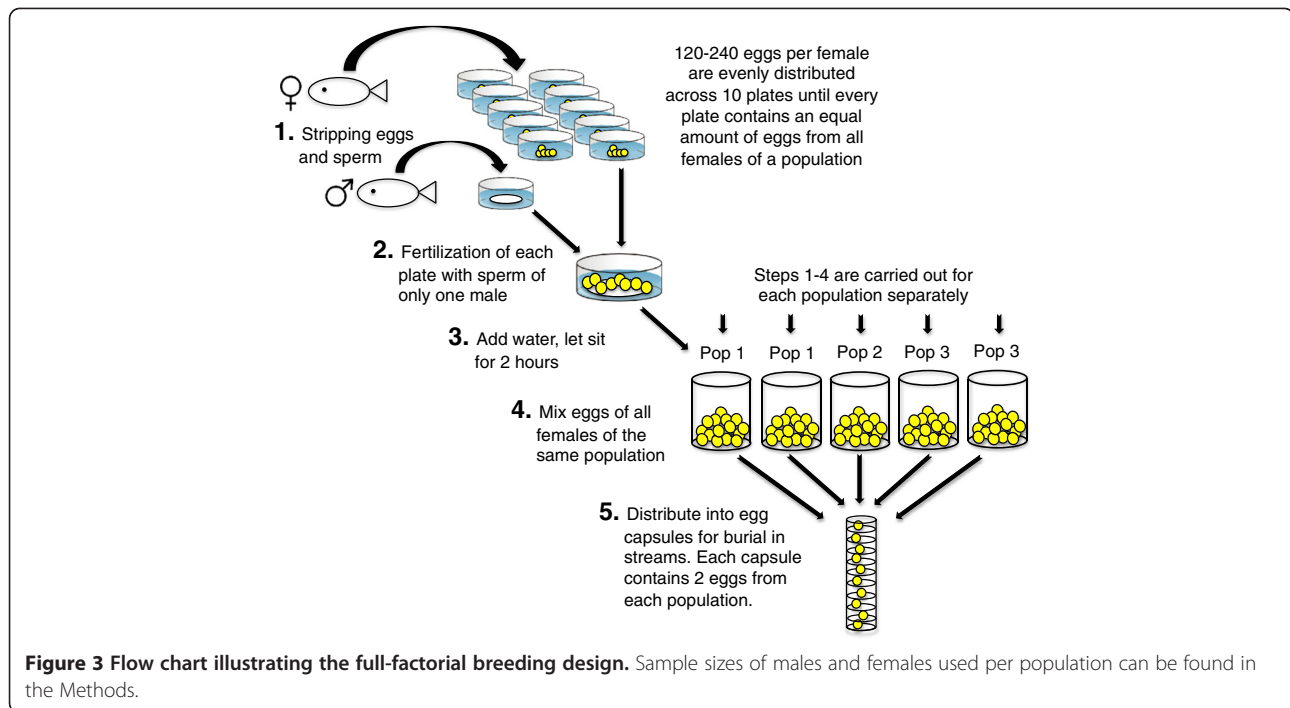 120-240 eggs per female
are evenly distributed
across 10 plates until every
plate contains an equal
amount of eggs from all
females of a population
♀
1. Stripping eggs
and sperm
♂
2. Fertilization of each
plate with sperm of
only one male
3. Add water, let sit
for 2 hours
Steps 1-4 are carried out for
each population separately
Pop 1 Pop 1 Pop 2 Pop 3 Pop 3
4. Mix eggs of all
females of the
same population
5. Distribute into egg
capsules for burial in
streams. Each capsule
contains 2 eggs from
each population.
Figure 3 Flow chart illustrating the full-factorial breeding design. Sample sizes of males and females used per population can be found in
the Methods.